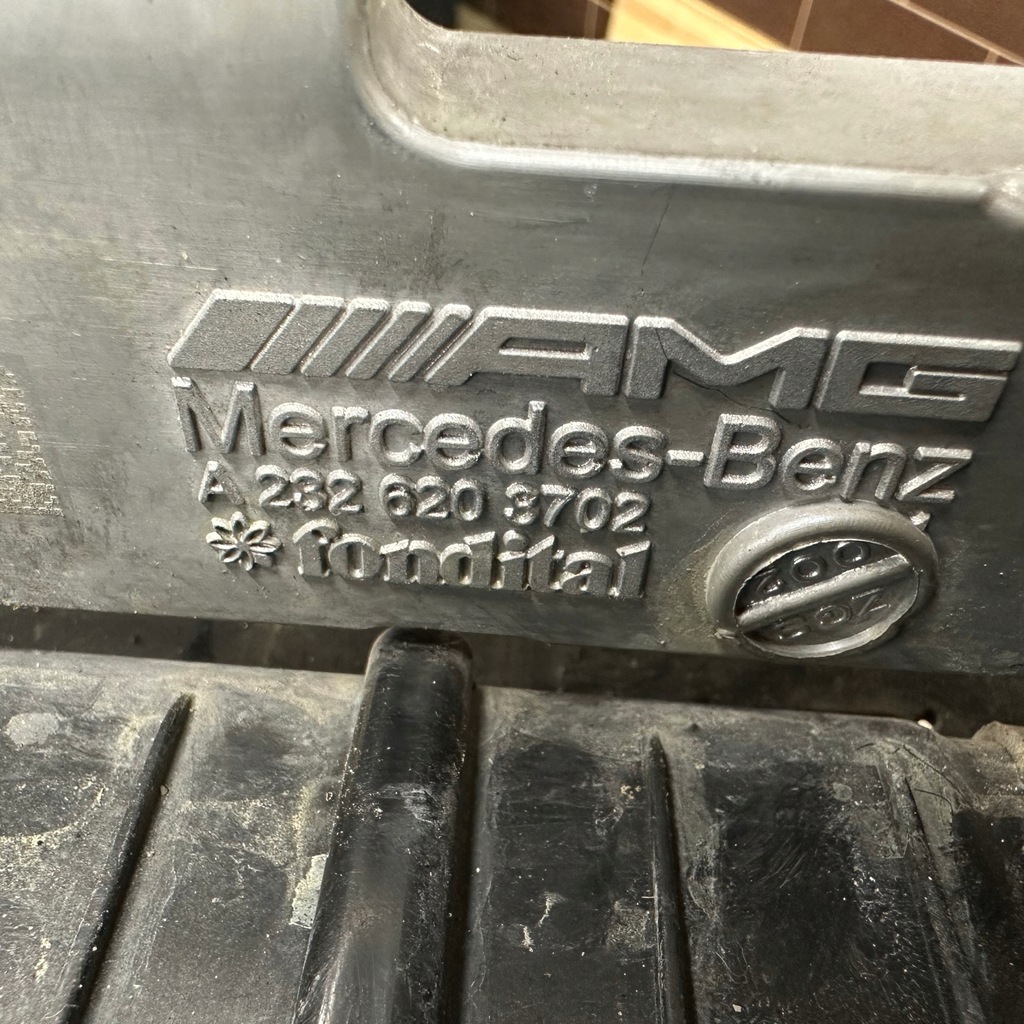 AMG
Mercedes-Benz
A 232 620 3702
fondital